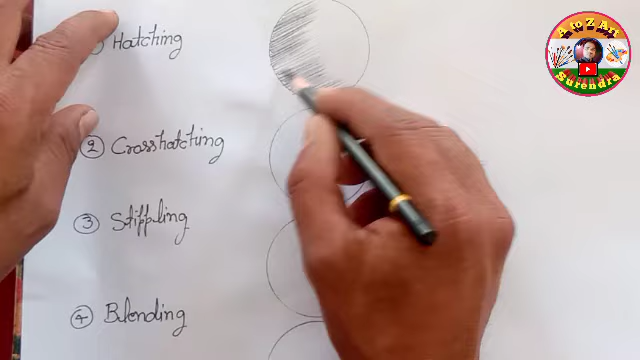 Hatching
② Crosshatching
③ Stippling
④ Blending
A to Z Art
Surendra